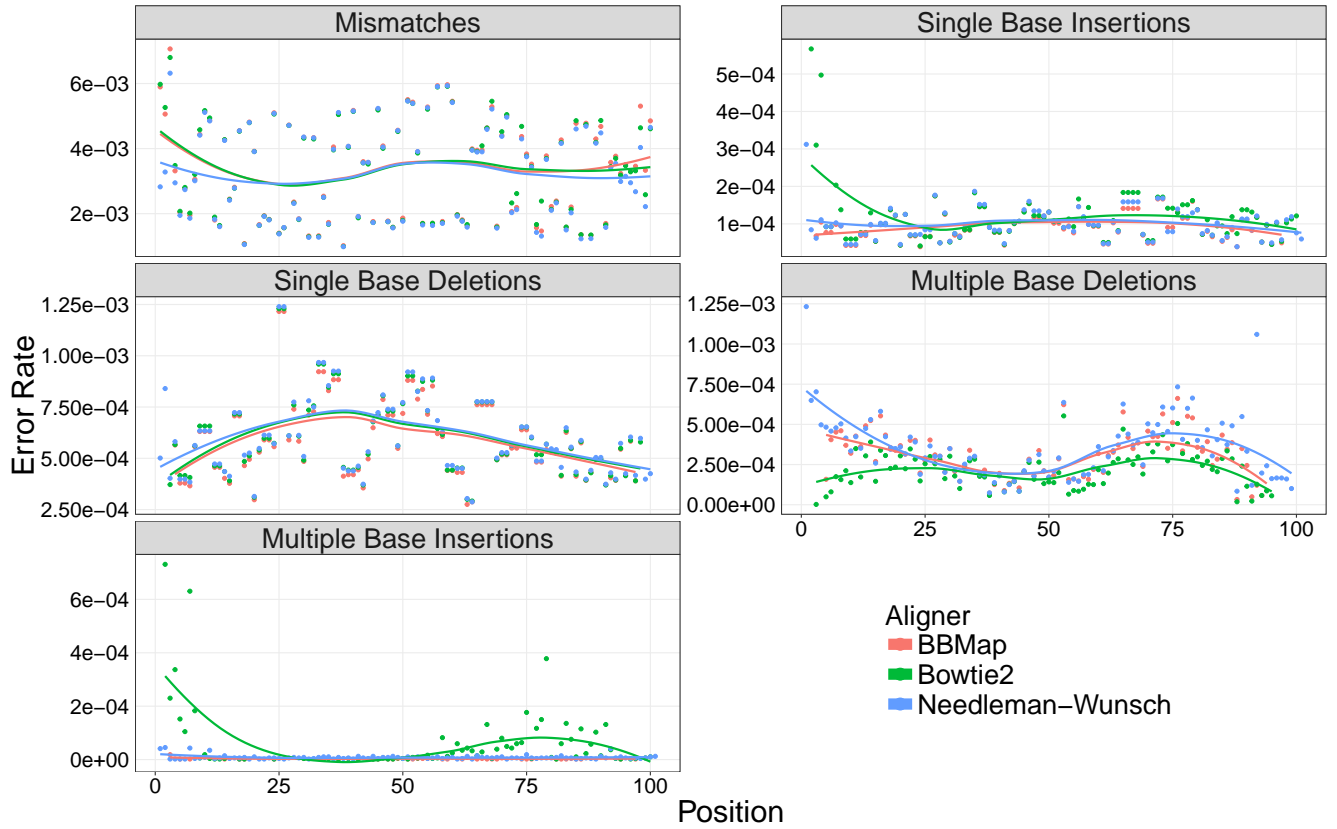 Mismatches
6e−03
4e−03
2e−03
Single Base Insertions
5e−04
4e−04
3e−04
2e−04
1e−04
Single Base Deletions
1.25e−03
1.00e−03
7.50e−04
5.00e−04
2.50e−04
Multiple Base Deletions
1.25e−03
1.00e−03
7.50e−04
5.00e−04
2.50e−04
0.00e+00
0 25 50 75 100
Error Rate
Multiple Base Insertions
6e−04
4e−04
2e−04
0e+00
0 25 50 75 100
Position
Aligner
BBMap
Bowtie2
Needleman−Wunsch